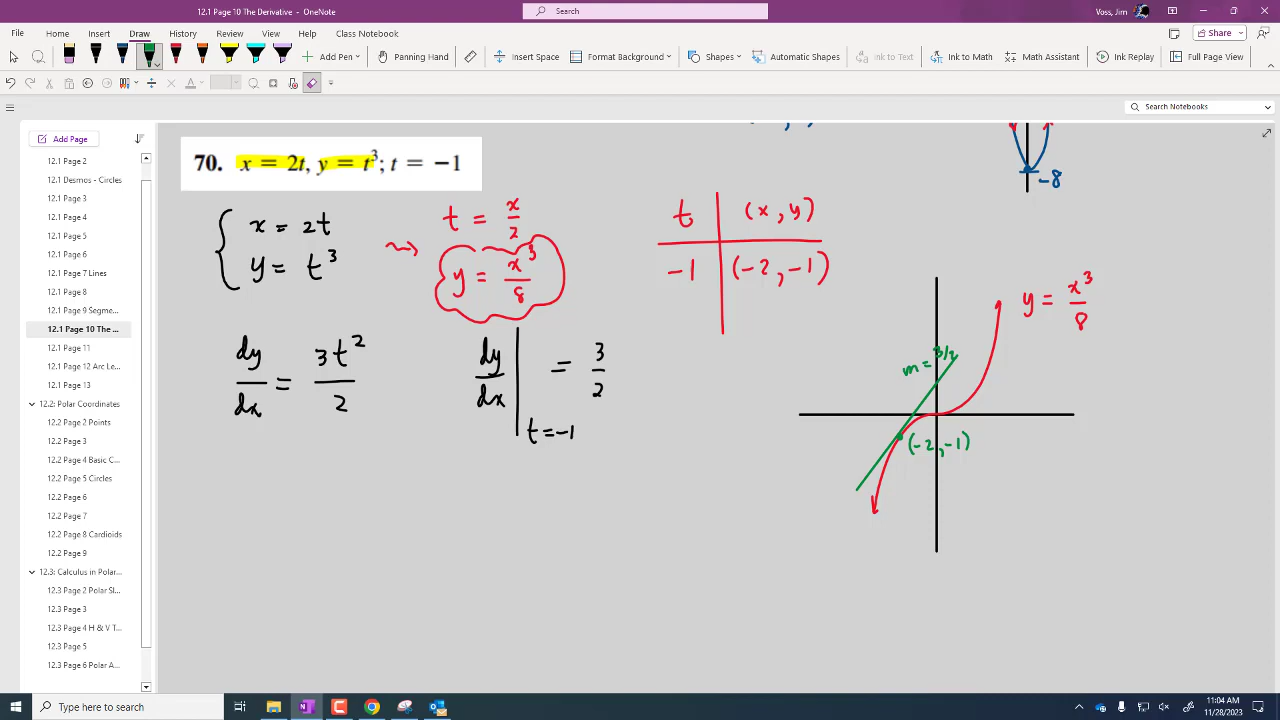 12.1 Page 10 The Derivative - OneNote
Search
Voss, Jim
File Home Insert Draw History Review View Help Class Notebook
Share
Panning Hand
Insert Space
Format Background
Shapes
Automatic Shapes
Ink to Text
Ink to Math
Math Assistant
Ink Replay
Full Page View
Search Notebooks
Add Page
12.1 Page 2
12.1 Desmos - Circles
12.1 Page 3
12.1 Page 4
12.1 Page 5
12.1 Page 6
12.1 Page 7 Lines
12.1 Page 8
12.1 Page 9 Segme...
12.1 Page 10 The ...
12.1 Page 11
12.1 Page 12 Arc Le...
12.1 Page 13
12.2: Polar Coordinates
12.2 Page 2 Points
12.2 Page 3
12.2 Page 4 Basic C...
12.2 Page 5 Circles
12.2 Page 6
12.2 Page 7
12.2 Page 8 Cardioids
12.2 Page 9
12.3: Calculus in Polar...
12.3 Page 2 Polar Sl...
12.3 Page 3
12.3 Page 4 H & V T...
12.3 Page 5
12.3 Page 6 Polar A...
70. x = 2t, y = t³; t = −1
{ x = 2t
y = t³
t = x/2
y = x³/8
t | (x, y)
-1 | (-2, -1)
-8
dy/dx = 3t²/2
dy/dx | t=-1 = 3/2
y = x³/8
m = 3/2
(-2, -1)
Type here to search
11:04 AM
11/28/2023